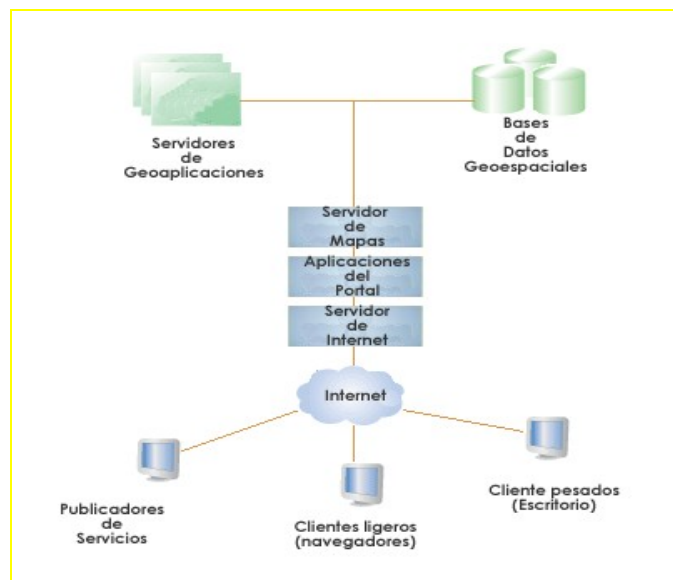 Servidores
de
Geoaplicaciones
Bases
de
Datos
Geoespaciales
Servidor
de
Mapas
Aplicaciones
del
Portal
Servidor
de
Internet
Internet
Publicadores
de
Servicios
Clientes ligeros
(navegadores)
Cliente pesados
(Escritorio)